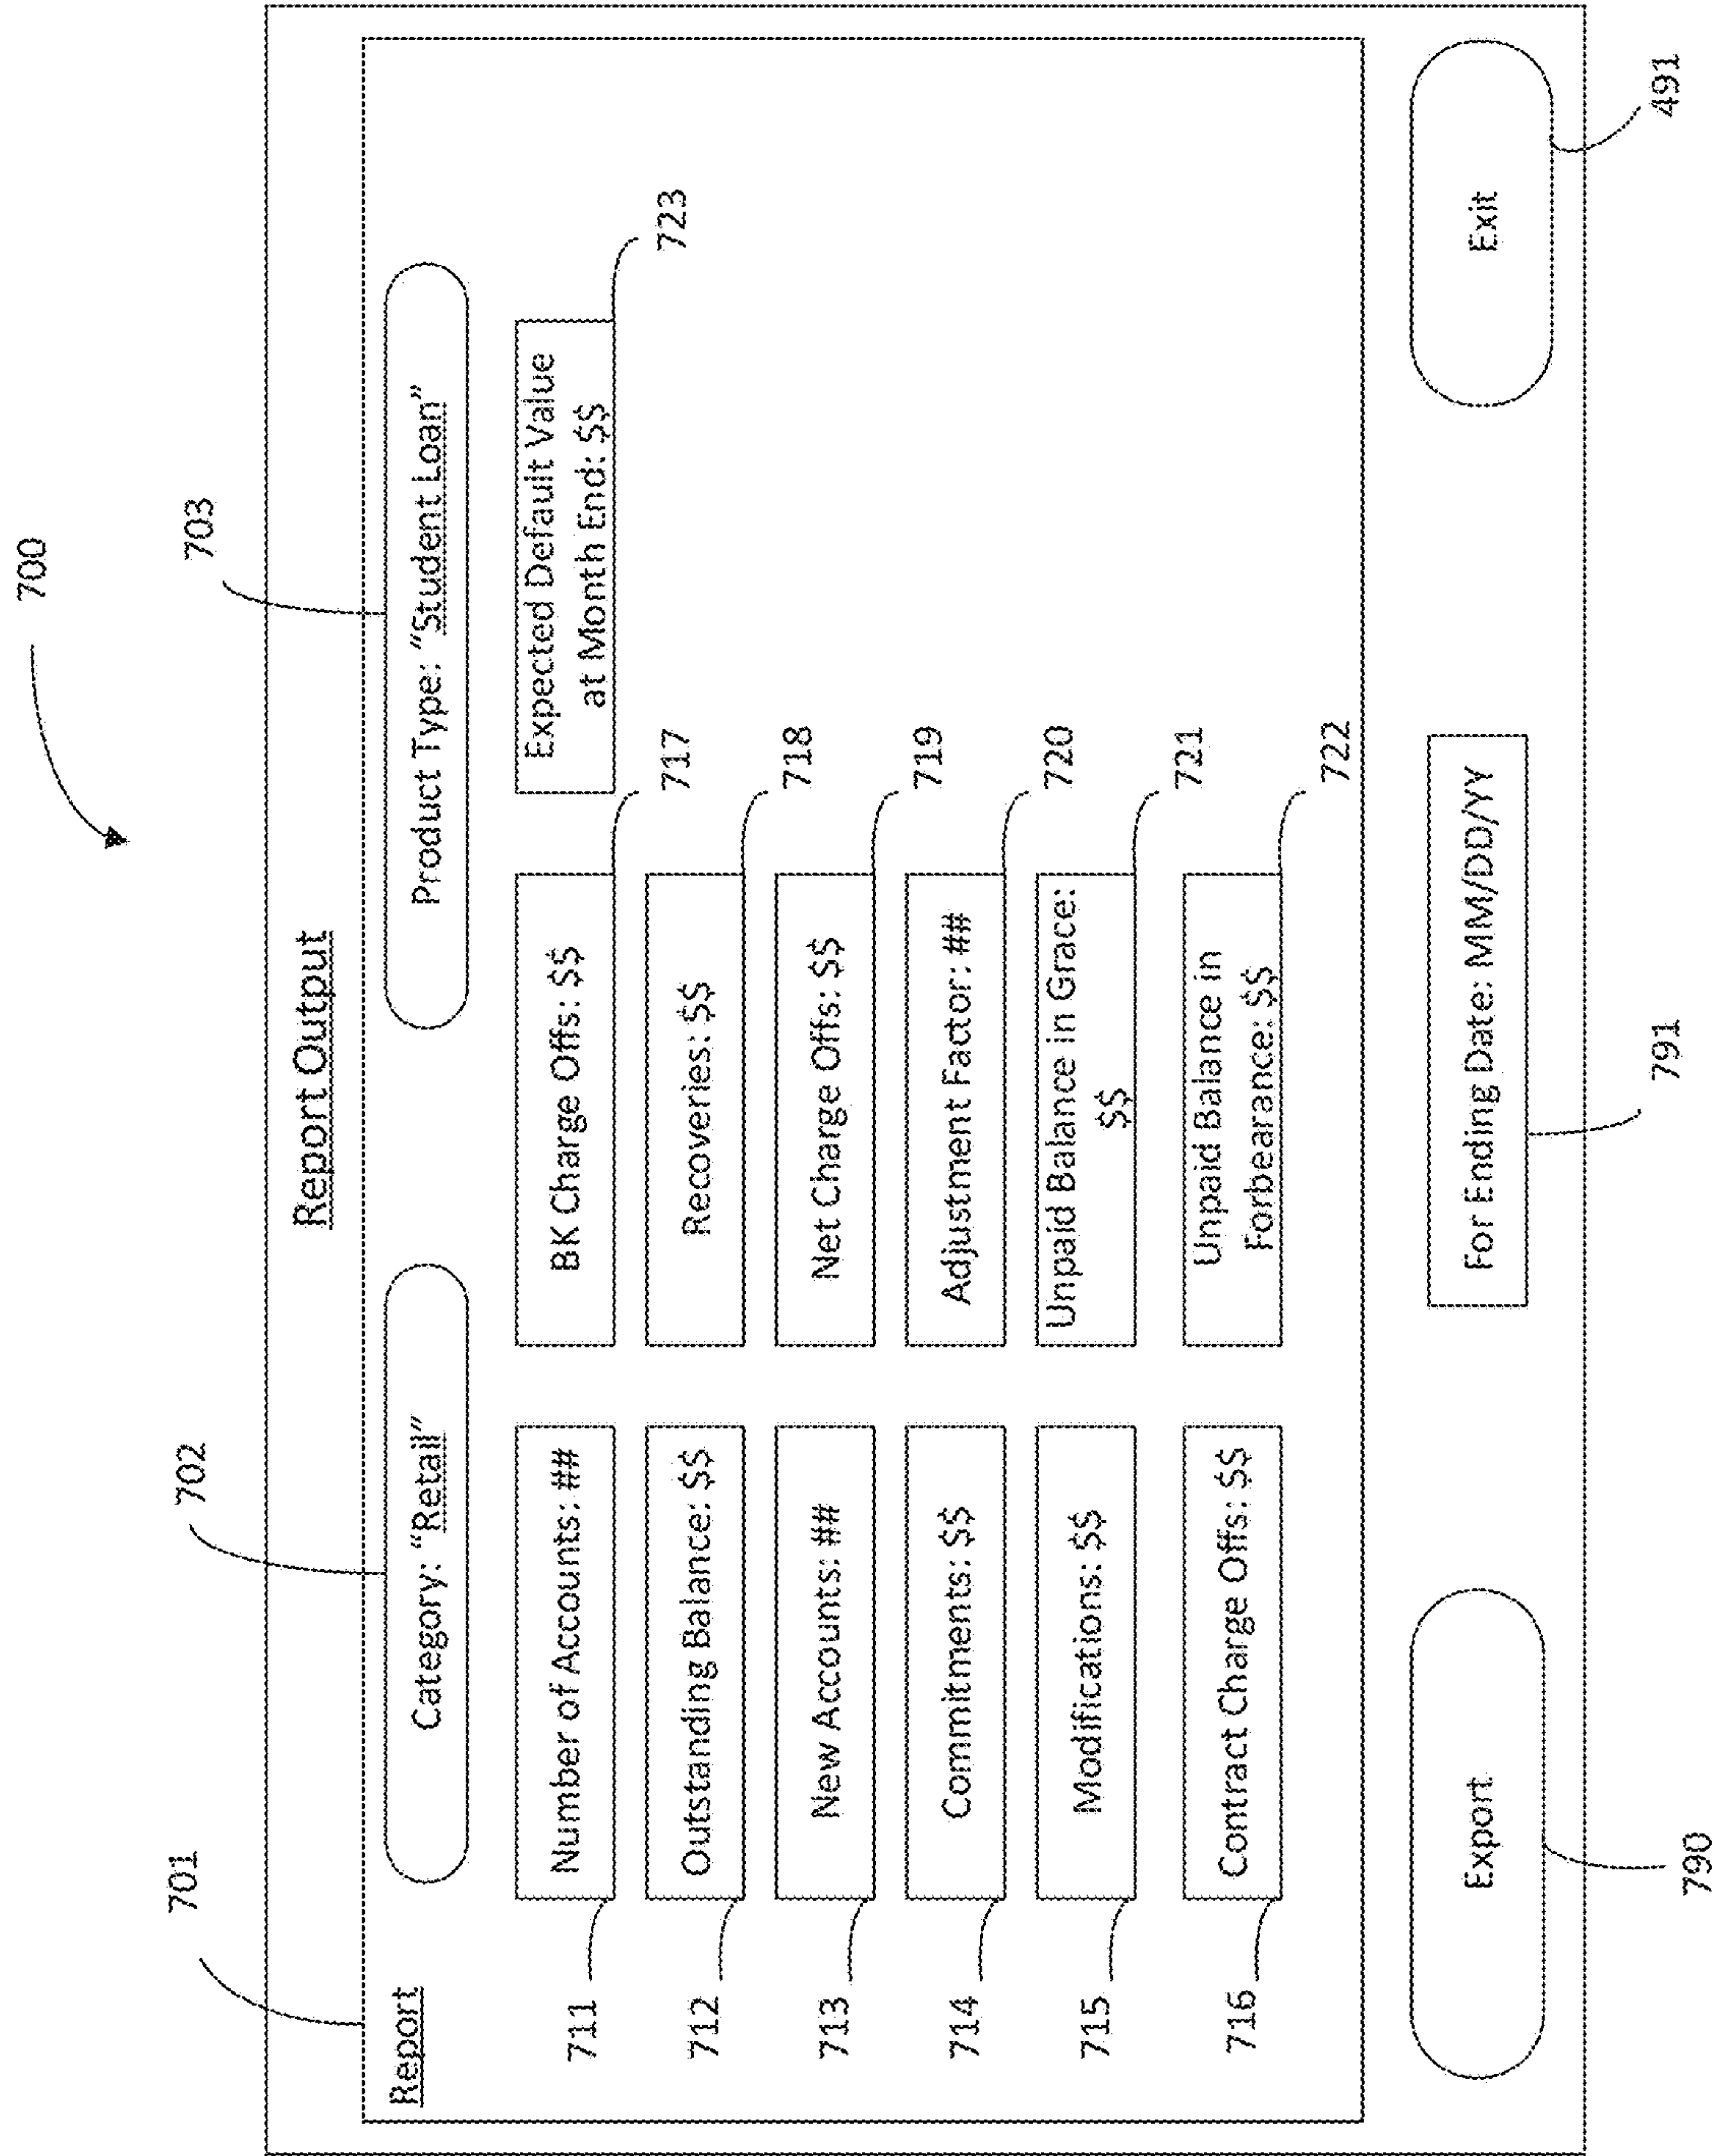 700
Report Output
701
702
703
Report
Category: "Retail"
Product Type: "Student Loan"
711
Number of Accounts: ##
BK Charge Offs: $$
717
Expected Default Value
at Month End: $$
723
712
Outstanding Balance: $$
Recoveries: $$
718
713
New Accounts: ##
Net Charge Offs: $$
719
714
Commitments: $$
Adjustment Factor: ##
720
715
Modifications: $$
Unpaid Balance in Grace:
$$
721
716
Contract Charge Offs: $$
Unpaid Balance in
Forbearance: $$
722
Export
For Ending Date: MM/DD/YY
Exit
790
791
491